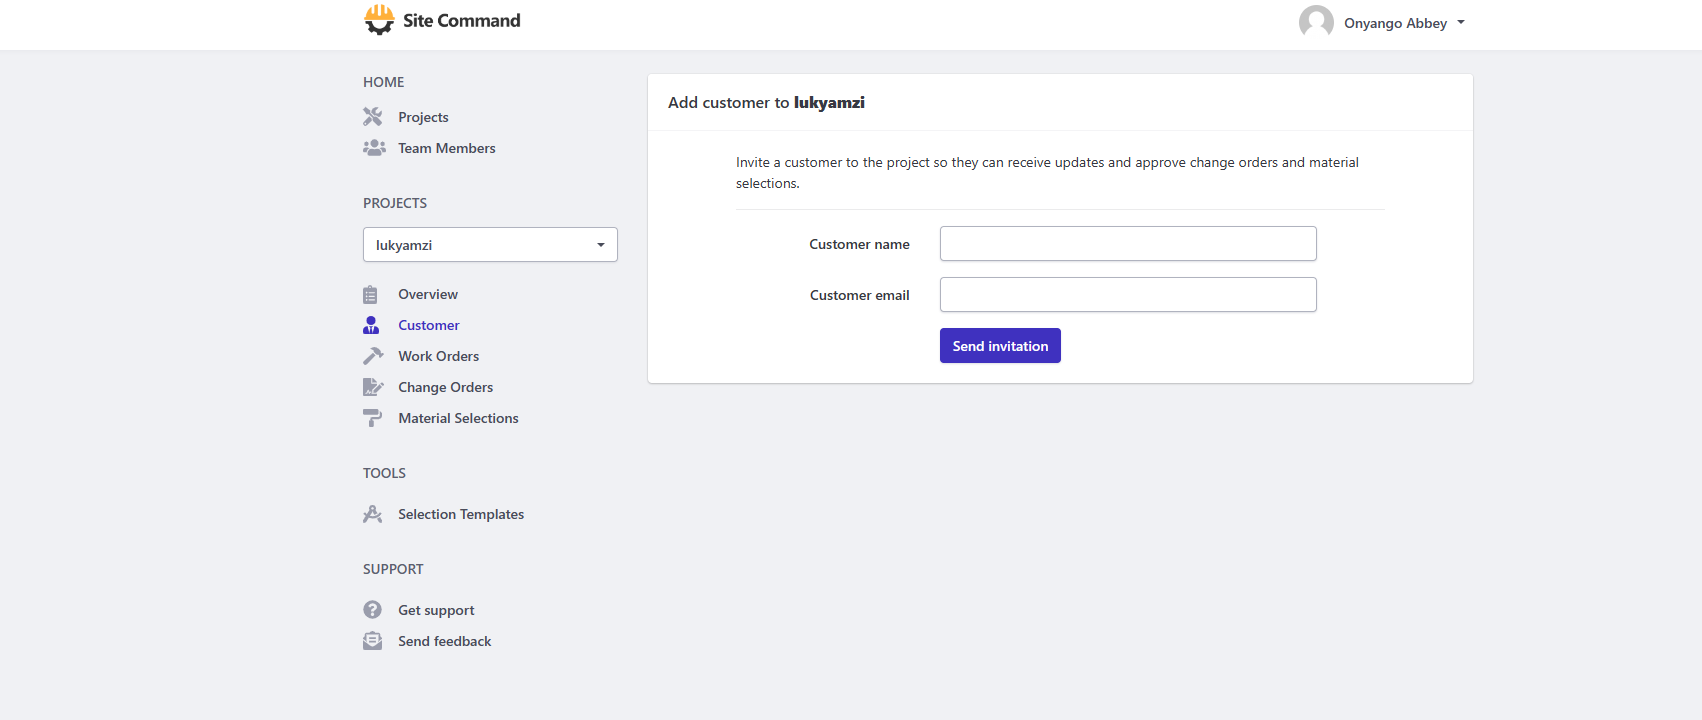 Site Command
Onyango Abbey
HOME
Projects
Team Members
PROJECTS
lukyamzi
Overview
Customer
Work Orders
Change Orders
Material Selections
TOOLS
Selection Templates
SUPPORT
Get support
Send feedback
Add customer to lukyamzi
Invite a customer to the project so they can receive updates and approve change orders and material
selections.
Customer name
Customer email
Send invitation